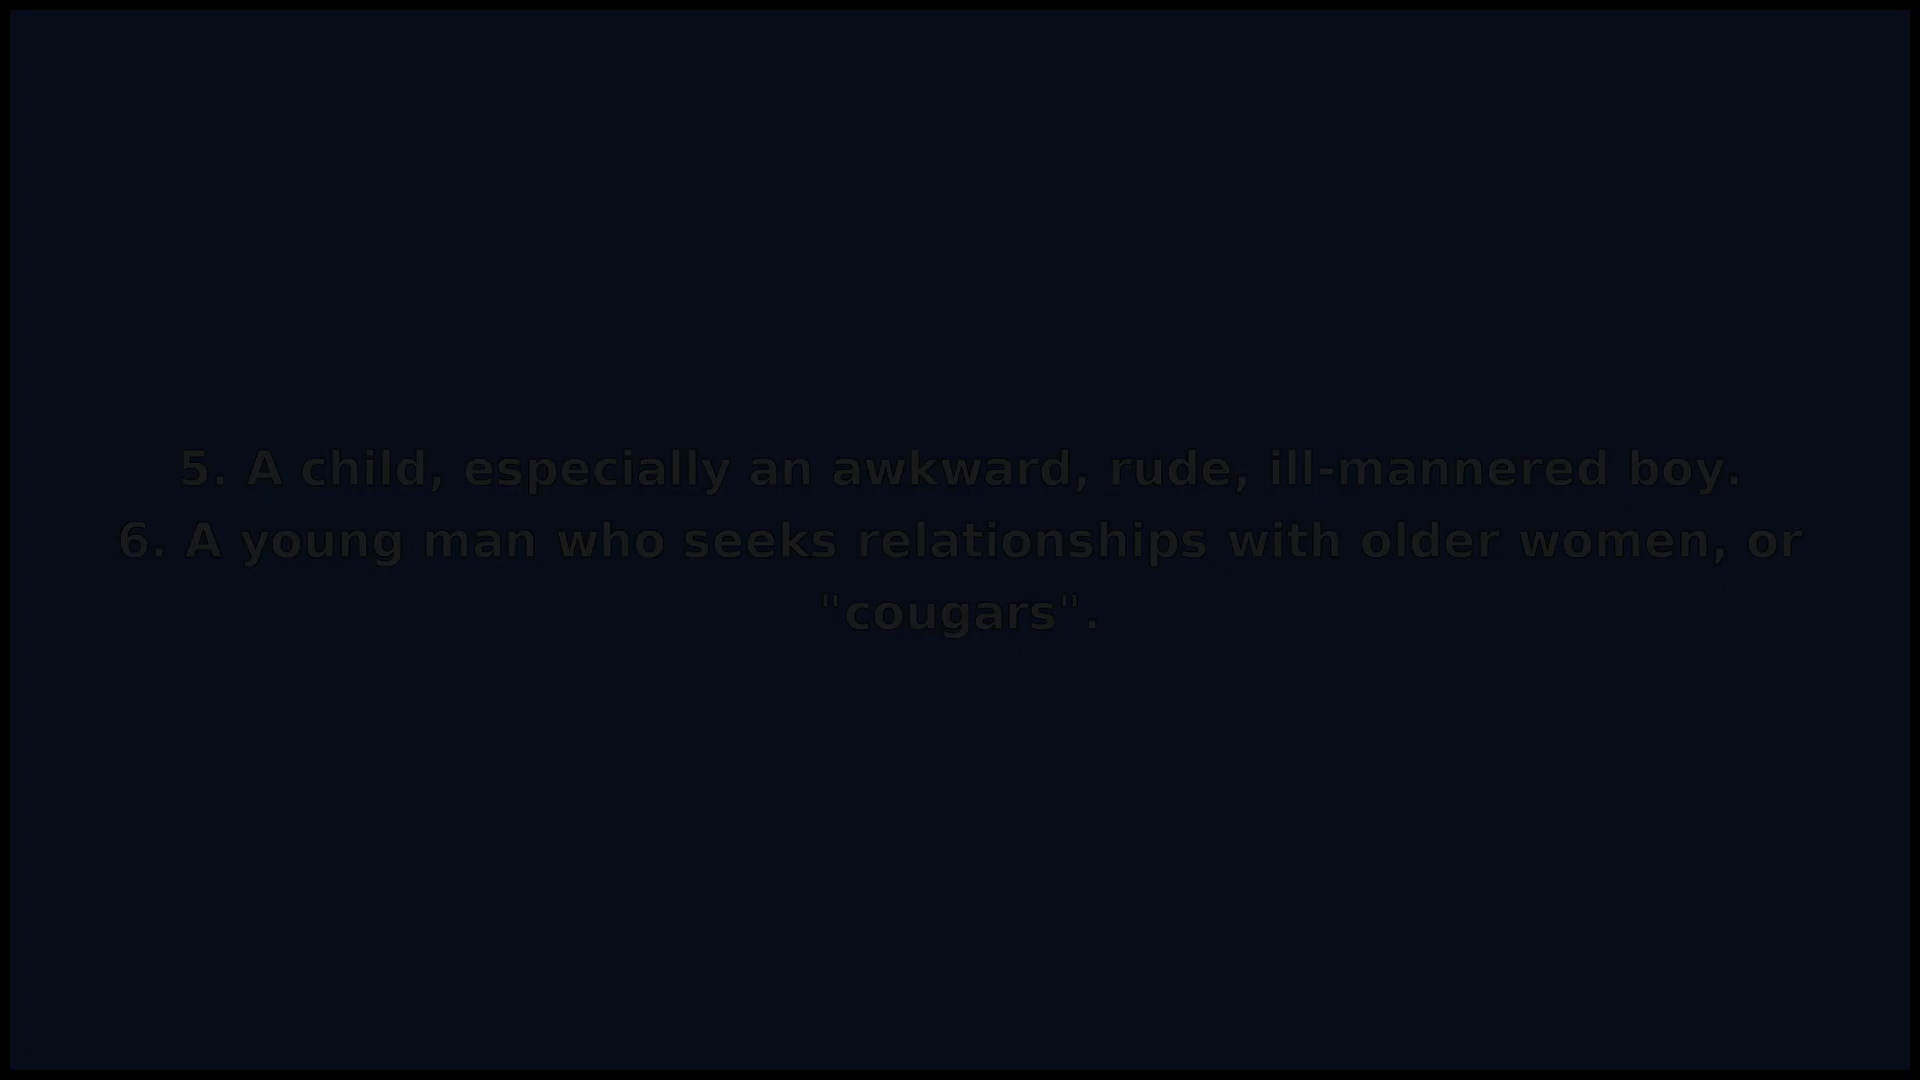 5. A child, especially an awkward, rude, ill-mannered boy.
6. A young man who seeks relationships with older women, or
"cougars".